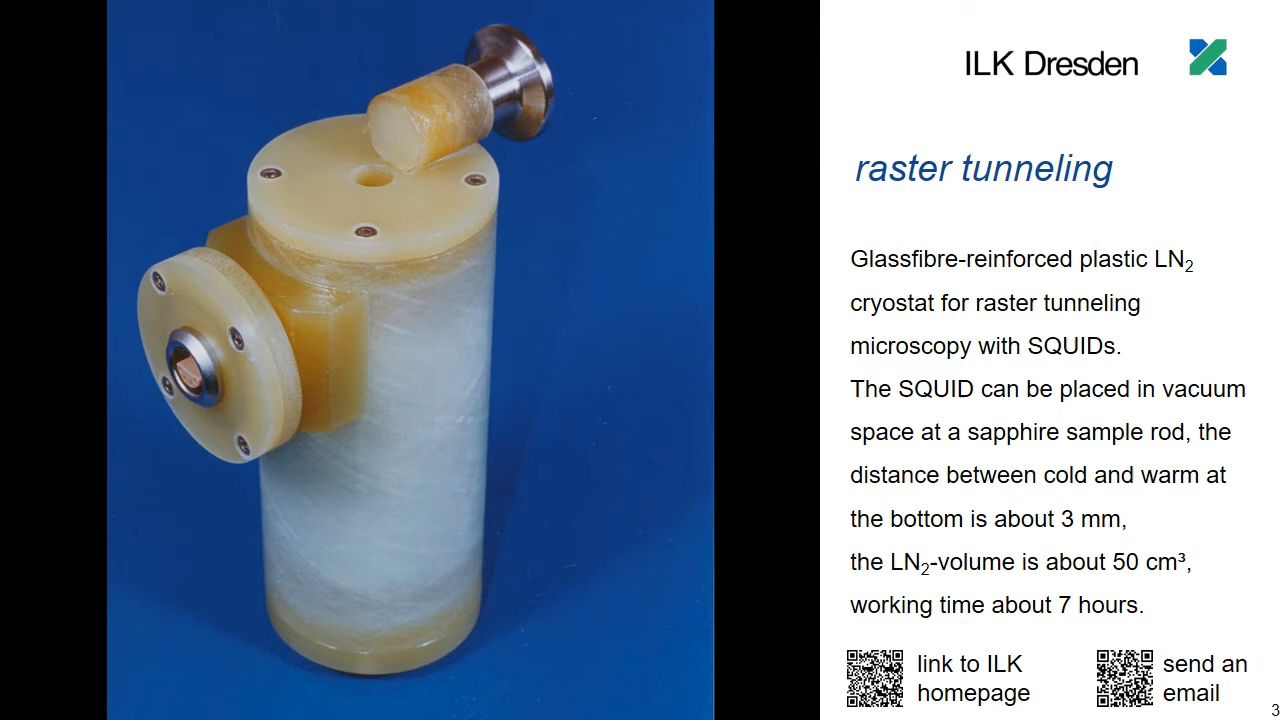 ILK Dresden
raster tunneling
Glassfibre-reinforced plastic LN₂
cryostat for raster tunneling
microscopy with SQUIDs.
The SQUID can be placed in vacuum
space at a sapphire sample rod, the
distance between cold and warm at
the bottom is about 3 mm,
the LN₂-volume is about 50 cm³,
working time about 7 hours.
link to ILK
homepage
send an
email
3